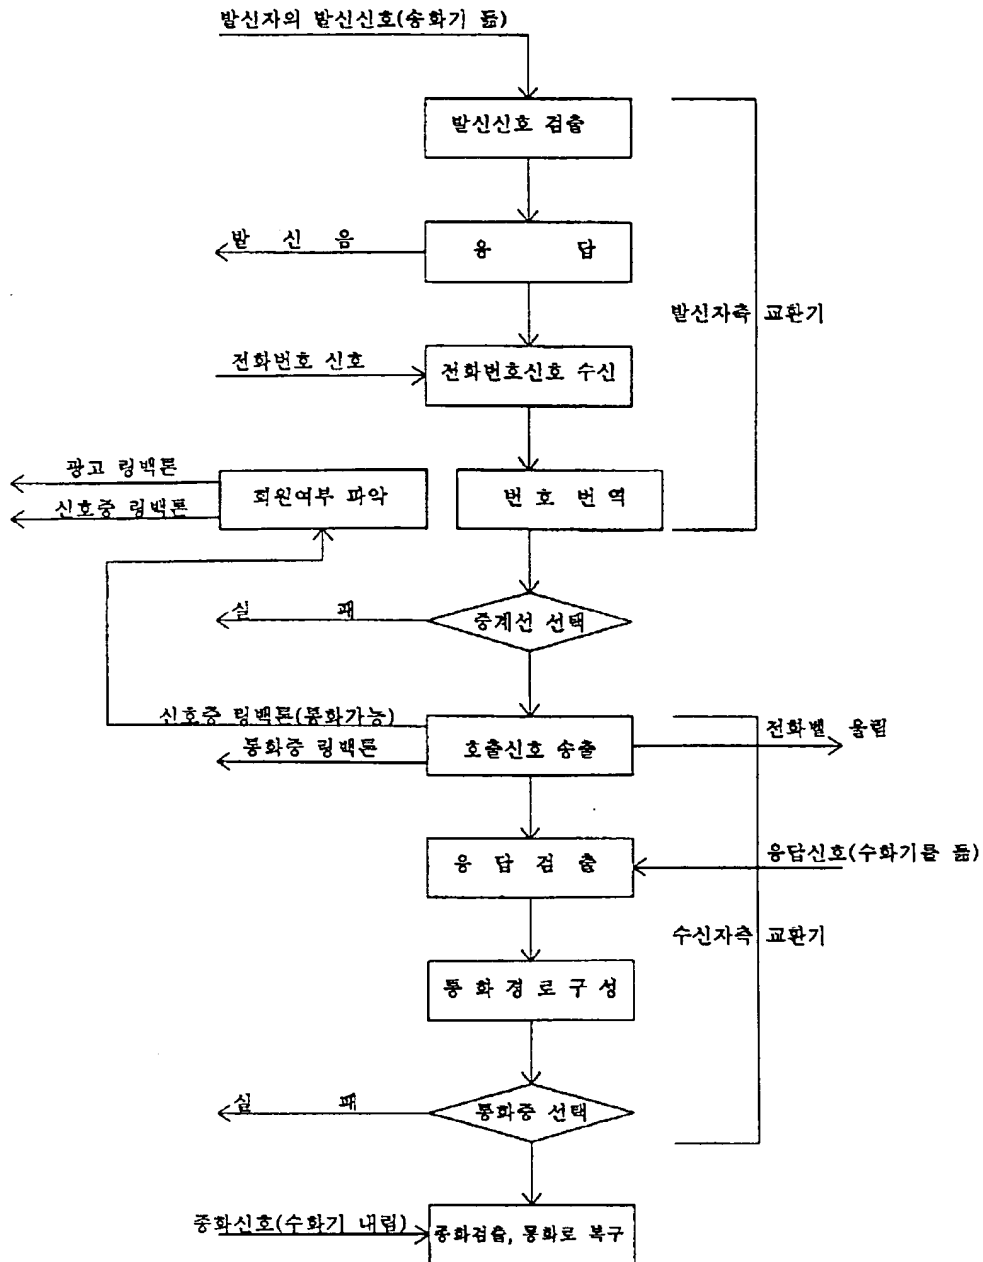 발신자의 발신신호(송화기 듦)
발신신호 검출
발 신 음
응 답
발신자측 교환기
전화번호 신호
전화번호신호 수신
광고 링백톤
신호중 링백톤
회원여부 파악
번 호 번 역
실 패
중계선 선택
신호중 링백톤(통화가능)
통화중 링백톤
호출신호 송출
전화벨 울림
응 답 검 출
응답신호(수화기를 듦)
수신자측 교환기
통 화 경 로 구 성
실 패
통화중 선택
종화신호(수화기 내림)
종화검출, 통화로 복구